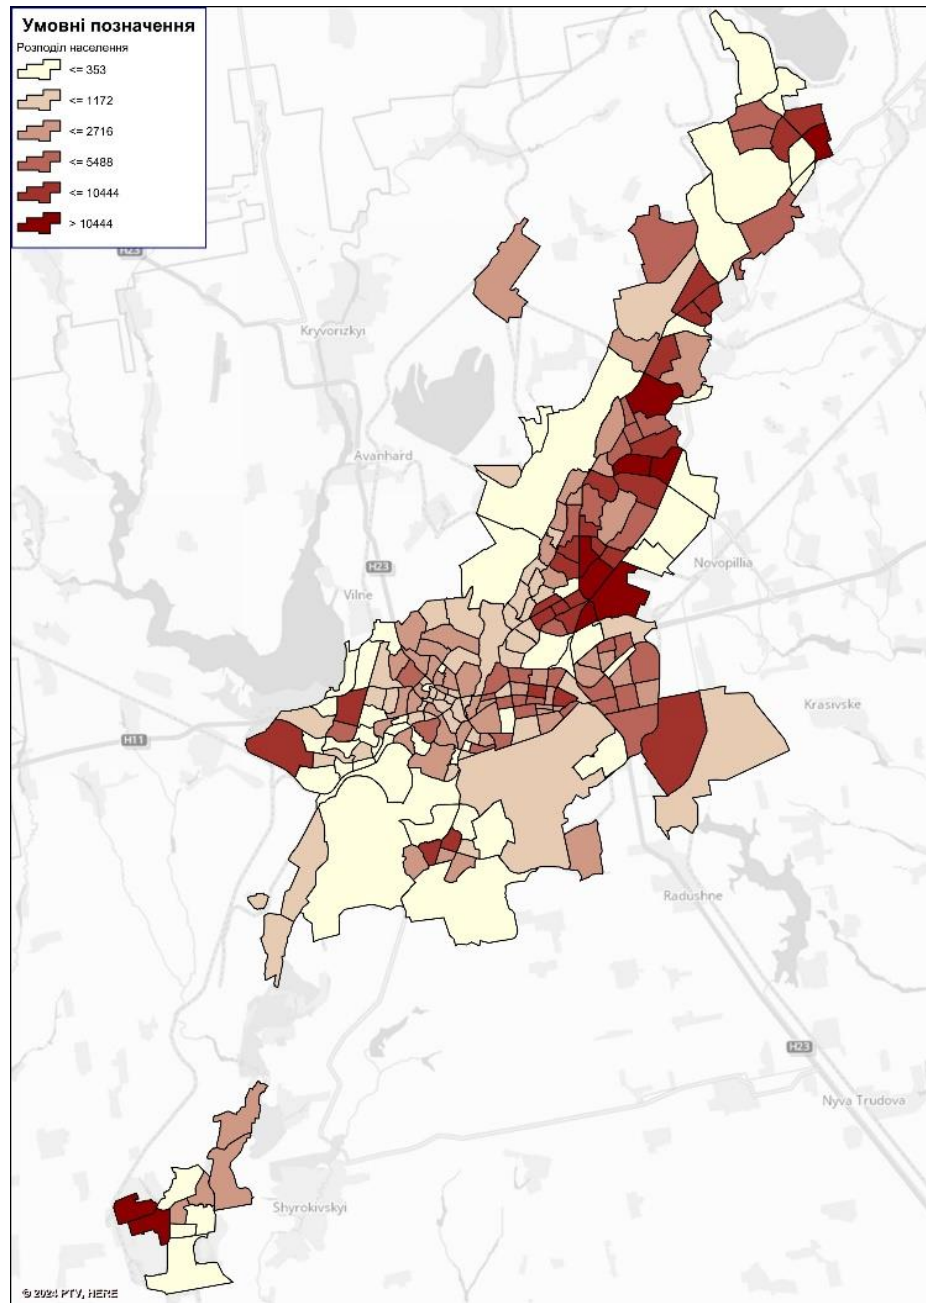 Умовні позначення
Розподіл населення
<= 353
<= 1172
<= 2716
<= 5488
<= 10444
> 10444
H23
Kryvorizkyi
Avanhard
H23
Vilne
Novopillia
Krasivske
H11
Radushne
H23
Nyva Trudova
Shyrokivskyi
© 2024 PTV, HERE